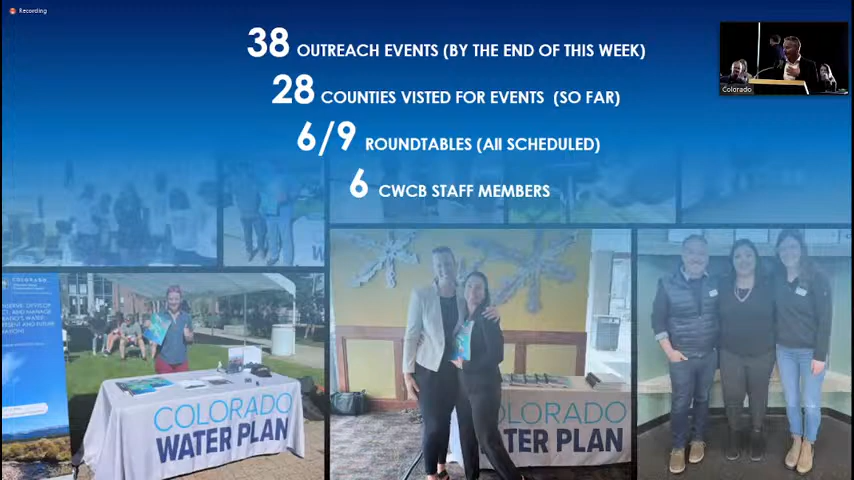 Recording
38 OUTREACH EVENTS (BY THE END OF THIS WEEK)
28 COUNTIES VISTED FOR EVENTS (SO FAR)
6/9 ROUNDTABLES (All SCHEDULED)
6 CWCB STAFF MEMBERS
Colorado
COLORADO
WATER PLAN
COLORADO
TER PLAN